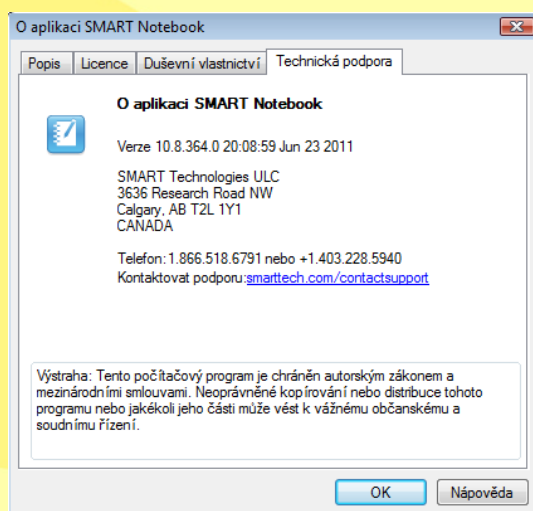 O aplikaci SMART Notebook
Popis Licence Duševní vlastnictví Technická podpora
O aplikaci SMART Notebook
Verze 10.8.364.0 20:08:59 Jun 23 2011
SMART Technologies ULC
3636 Research Road NW
Calgary, AB T2L 1Y1
CANADA
Telefon: 1.866.518.6791 nebo +1.403.228.5940
Kontaktovat podporu:smarttech.com/contactsupport
Výstraha: Tento počítačový program je chráněn autorským zákonem a
mezinárodními smlouvami. Neoprávněné kopírování nebo distribuce tohoto
programu nebo jakékoli jeho části může vést k vážnému občanskému a
soudnímu řízení.
OK Nápověda